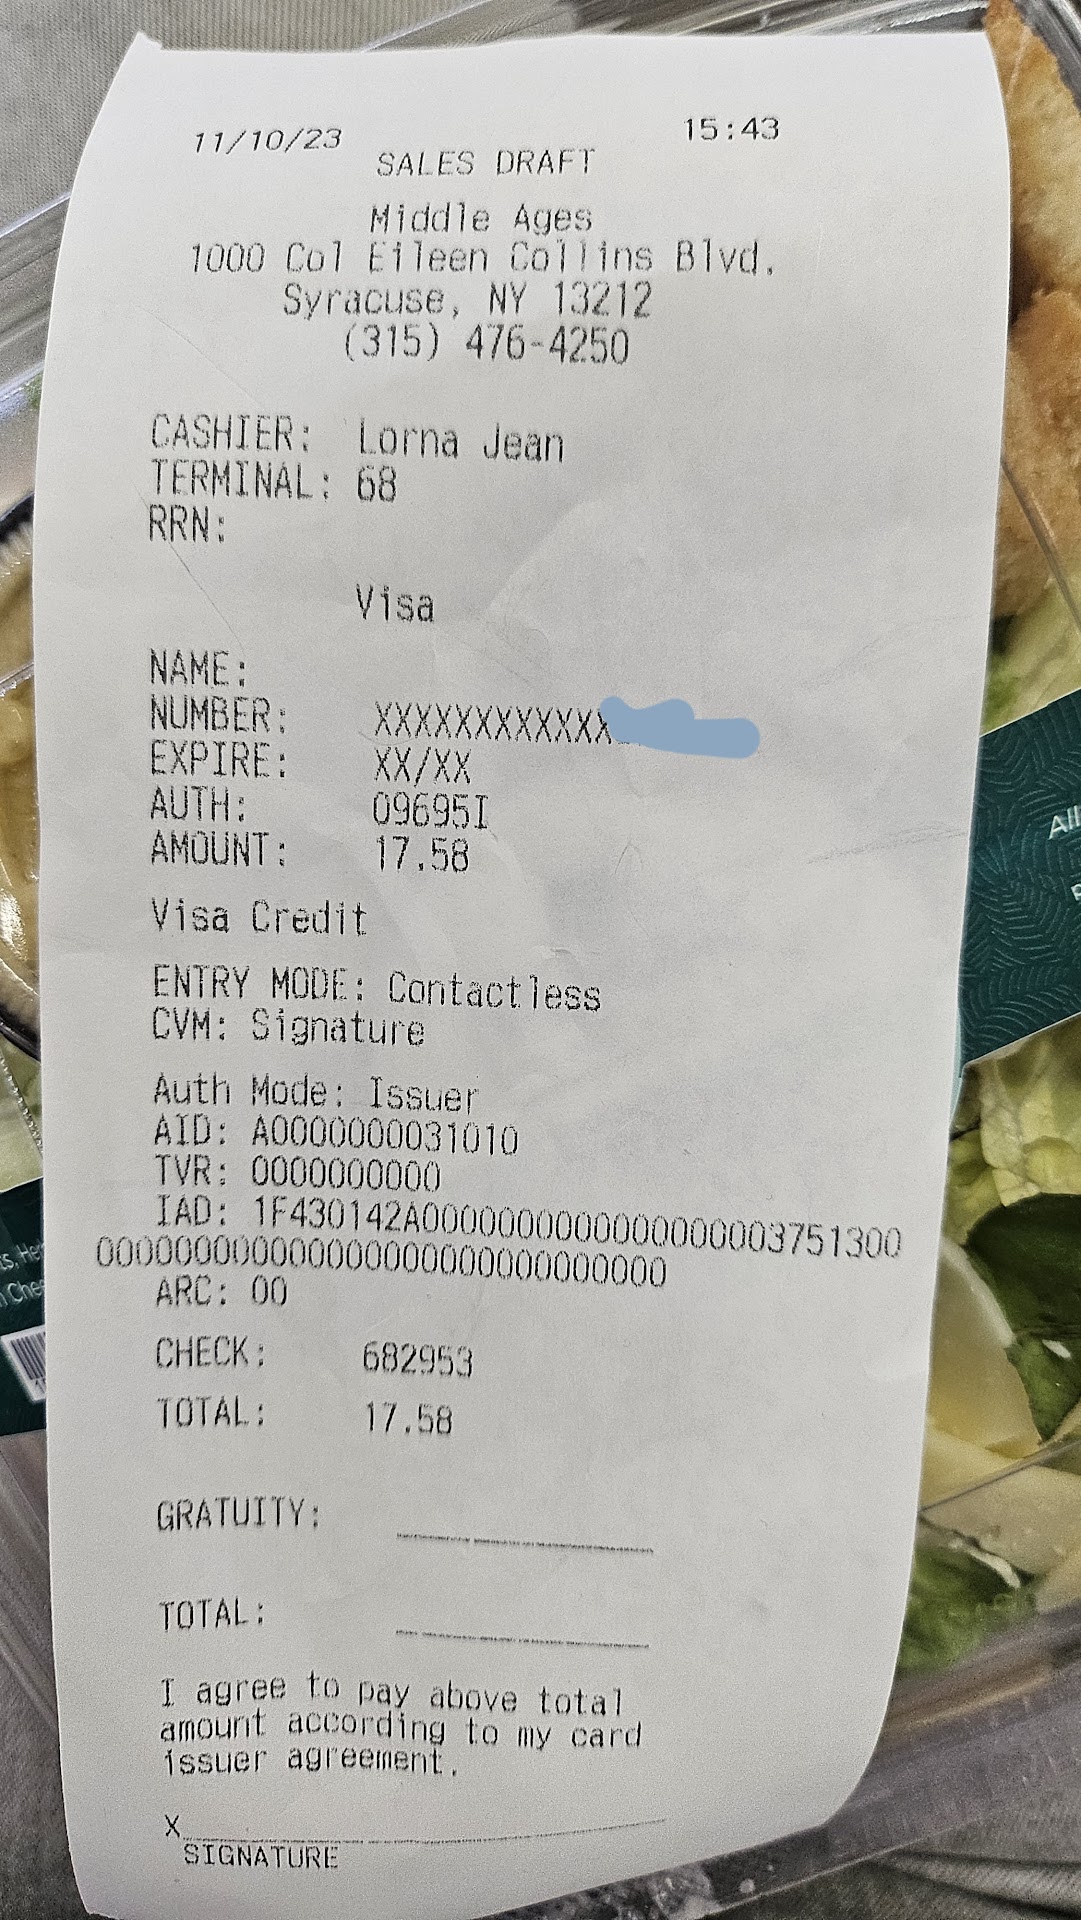 11/10/23 15:43
SALES DRAFT
Middle Ages
1000 Col Eileen Collins Blvd.
Syracuse, NY 13212
(315) 476-4250
CASHIER: Lorna Jean
TERMINAL: 68
RRN:
Visa
NAME:
NUMBER: XXXXXXXXXXXX
EXPIRE: XX/XX
AUTH: 09695I
AMOUNT: 17.58
Visa Credit
ENTRY MODE: Contactless
CVM: Signature
Auth Mode: Issuer
AID: A0000000031010
TVR: 0000000000
IAD:
ARC: 00
CHECK: 682953
TOTAL: 17.58
GRATUITY:
TOTAL:
I agree to pay above total
amount according to my card
issuer agreement.
X
SIGNATURE
All